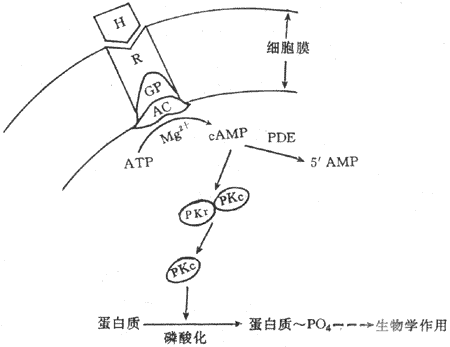 H
R
细胞膜
GP
AC
Mg²⁺
cAMP PDE
ATP
5′ AMP
PKr PKc
PKc
蛋白质 磷酸化 蛋白质～PO₄ 生物学作用